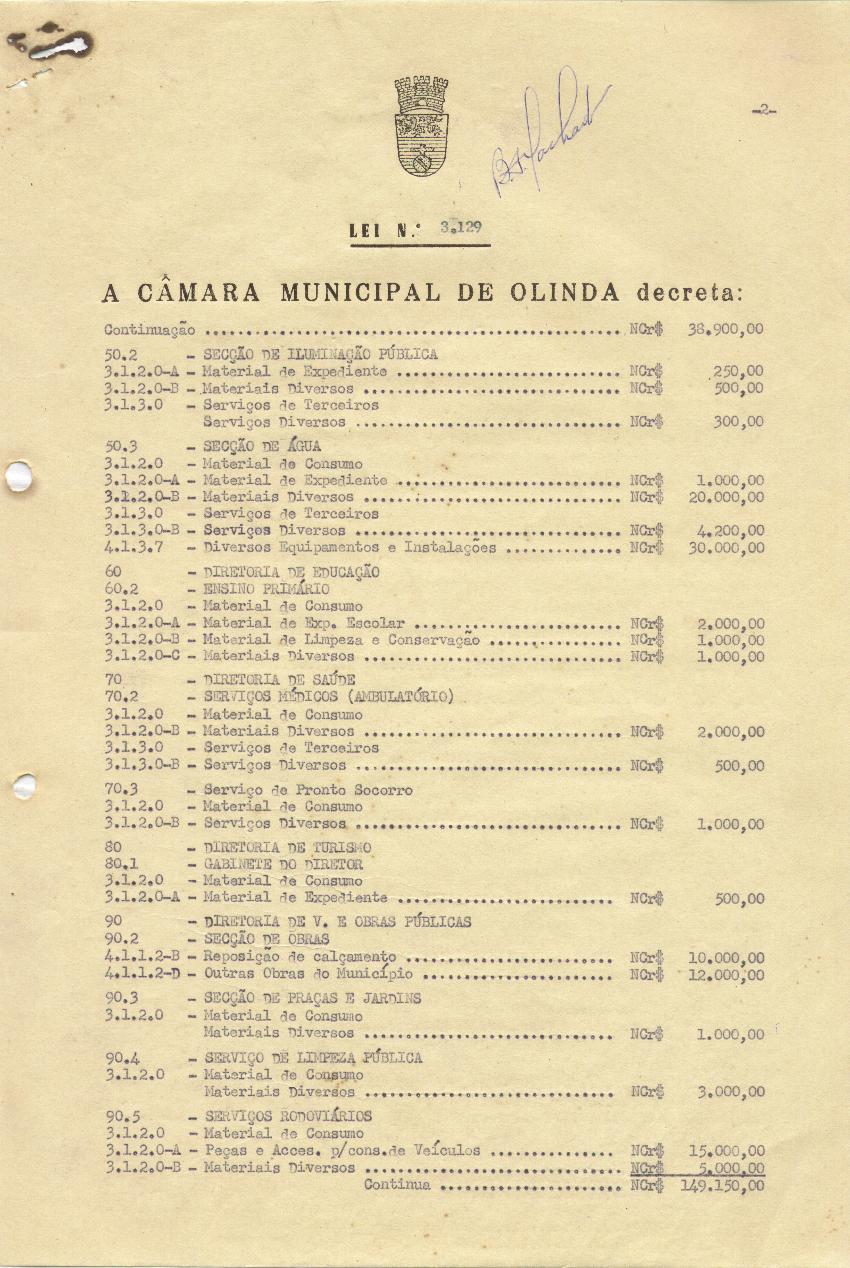 -2-
LEI N.º 3.129
A CÂMARA MUNICIPAL DE OLINDA decreta:
Continuação .................................................. NCr$ 38.900,00
50.2 - SECÇÃO DE ILUMINAÇÃO PÚBLICA
3.1.2.0-A - Material de Expediente ........................... NCr$ 250,00
3.1.2.0-B - Materiais Diversos ............................... NCr$ 500,00
3.1.3.0 - Serviços de Terceiros
Serviços Diversos ................................ NCr$ 300,00
50.3 - SECÇÃO DE ÁGUA
3.1.2.0 - Material de Consumo
3.1.2.0-A - Material de Expediente ........................... NCr$ 1.000,00
3.1.2.0-B - Materiais Diversos ............................... NCr$ 20.000,00
3.1.3.0 - Serviços de Terceiros
3.1.3.0-B - Serviços Diversos ................................ NCr$ 4.200,00
4.1.3.7 - Diversos Equipamentos e Instalações .............. NCr$ 30.000,00
60 - DIRETORIA DE EDUCAÇÃO
60.2 - ENSINO PRIMÁRIO
3.1.2.0 - Material de Consumo
3.1.2.0-A - Material de Exp. Escolar ......................... NCr$ 2.000,00
3.1.2.0-B - Material de Limpeza e Conservação ................ NCr$ 1.000,00
3.1.2.0-C - Materiais Diversos ............................... NCr$ 1.000,00
70 - DIRETORIA DE SAÚDE
70.2 - SERVIÇOS MÉDICOS (AMBULATÓRIO)
3.1.2.0 - Material de Consumo
3.1.2.0-B - Materiais Diversos ............................... NCr$ 2.000,00
3.1.3.0 - Serviços de Terceiros
3.1.3.0-B - Serviços Diversos ................................ NCr$ 500,00
70.3 - Serviço de Pronto Socorro
3.1.2.0 - Material de Consumo
3.1.2.0-B - Serviços Diversos ................................ NCr$ 1.000,00
80 - DIRETORIA DE TURISMO
80.1 - GABINETE DO DIRETOR
3.1.2.0 - Material de Consumo
3.1.2.0-A - Material de Expediente .......................... NCr$ 500,00
90 - DIRETORIA DE V. E OBRAS PÚBLICAS
90.2 - SECÇÃO DE OBRAS
4.1.1.2-B - Reposição de calçamento ......................... NCr$ 10.000,00
4.1.1.2-D - Outras Obras do Município ....................... NCr$ 12.000,00
90.3 - SECÇÃO DE PRAÇAS E JARDINS
3.1.2.0 - Material de Consumo
Materiais Diversos .............................. NCr$ 1.000,00
90.4 - SERVIÇO DE LIMPEZA PÚBLICA
3.1.2.0 - Material de Consumo
Materiais Diversos .............................. NCr$ 3.000,00
90.5 - SERVIÇOS RODOVIÁRIOS
3.1.2.0 - Material de Consumo
3.1.2.0-A - Peças e Acces. p/cons.de Veículos ............... NCr$ 15.000,00
3.1.2.0-B - Materiais Diversos ............................... NCr$ 5.000,00
Continua ...................... NCr$ 149.150,00